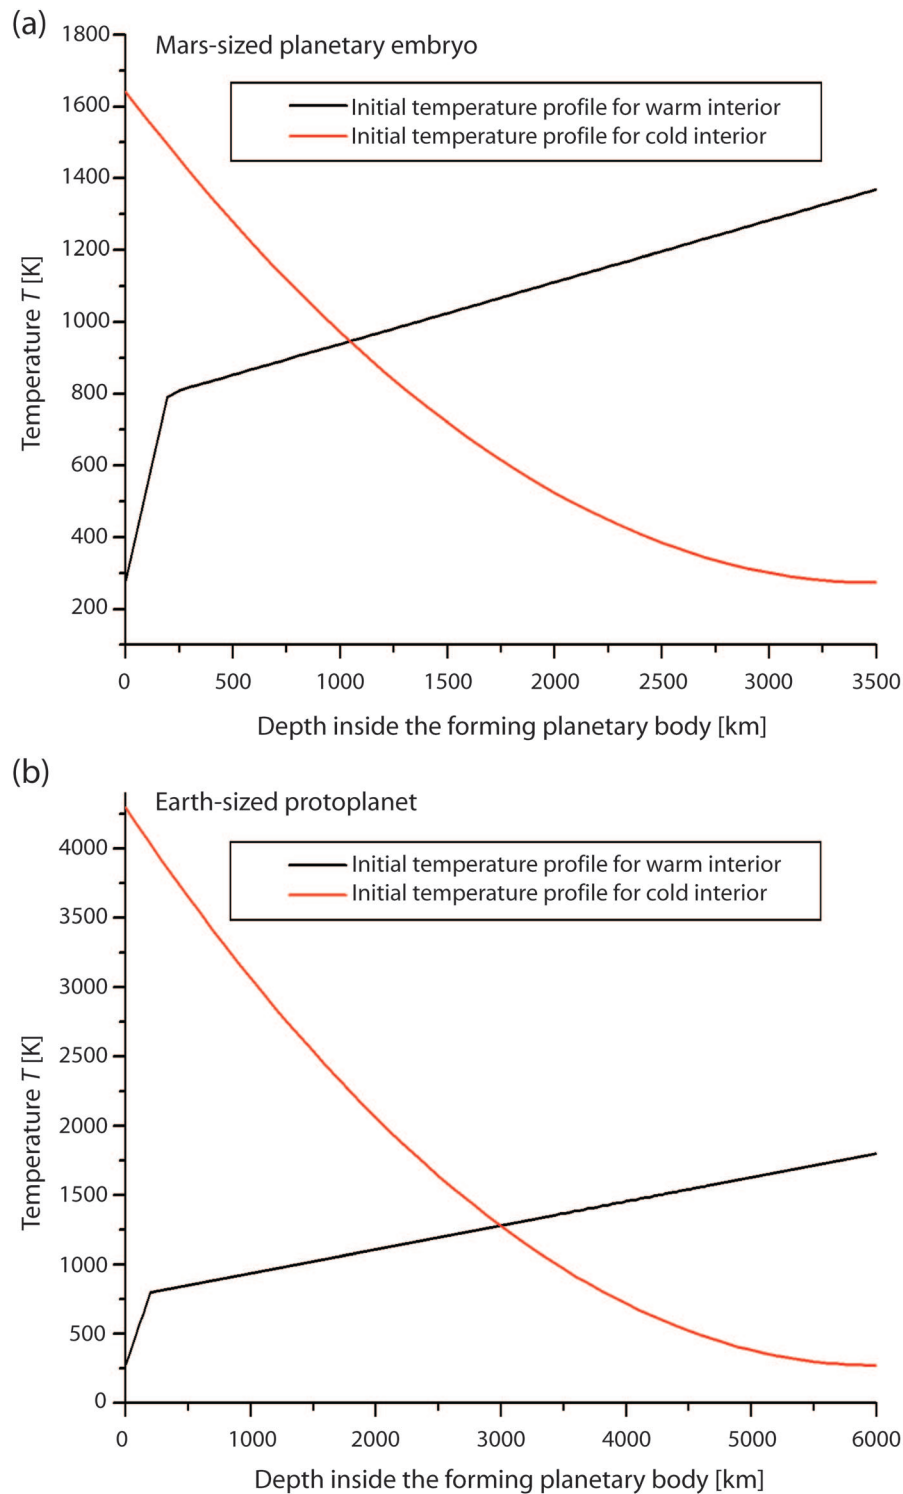 (a)
Mars-sized planetary embryo
Initial temperature profile for warm interior
Initial temperature profile for cold interior
Temperature T [K]
1800
1600
1400
1200
1000
800
600
400
200
0 500 1000 1500 2000 2500 3000 3500
Depth inside the forming planetary body [km]
(b)
Earth-sized protoplanet
Initial temperature profile for warm interior
Initial temperature profile for cold interior
Temperature T [K]
4000
3500
3000
2500
2000
1500
1000
500
0
0 1000 2000 3000 4000 5000 6000
Depth inside the forming planetary body [km]